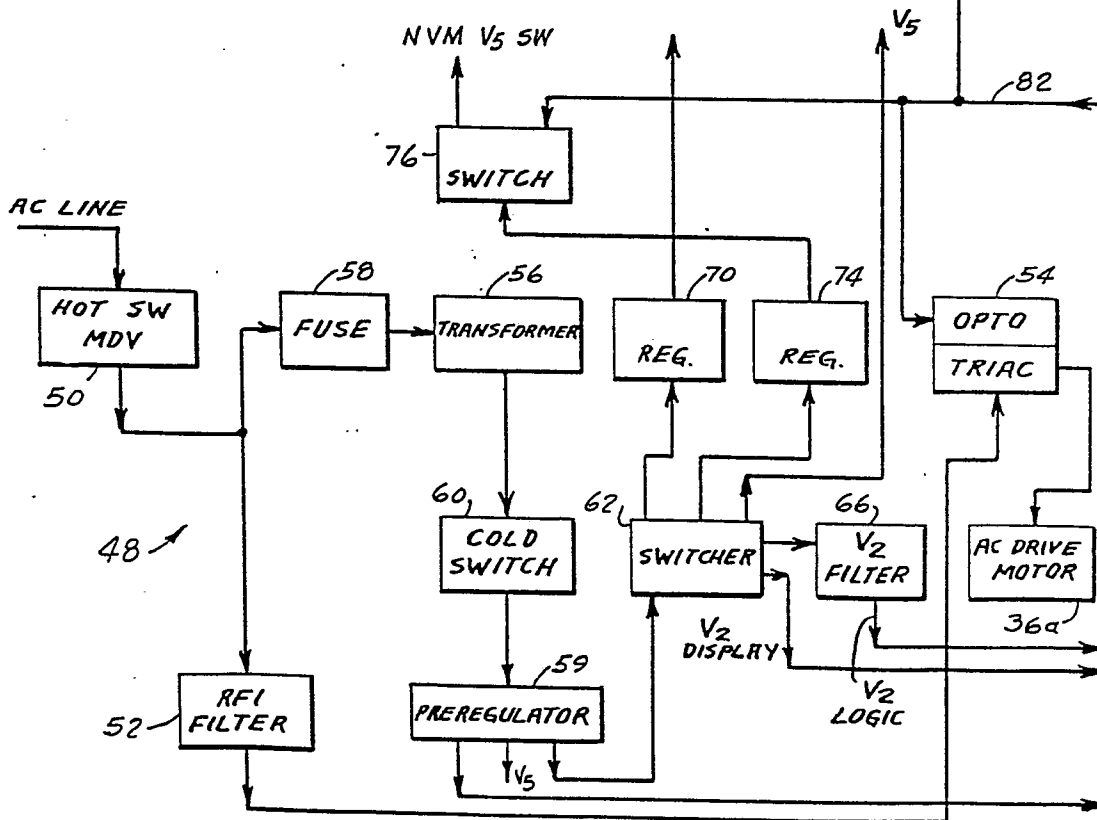 NVM V5 SW
V5
82
76
SWITCH
AC LINE
HOT SW
MDV
50
58
FUSE
56
TRANSFORMER
70
REG.
74
REG.
54
OPTO
TRIAC
48
60
COLD
SWITCH
62
SWITCHER
66
V2
FILTER
AC DRIVE
MOTOR
36a
V2
DISPLAY
V2
LOGIC
52
RFI
FILTER
59
PREREGULATOR
V5